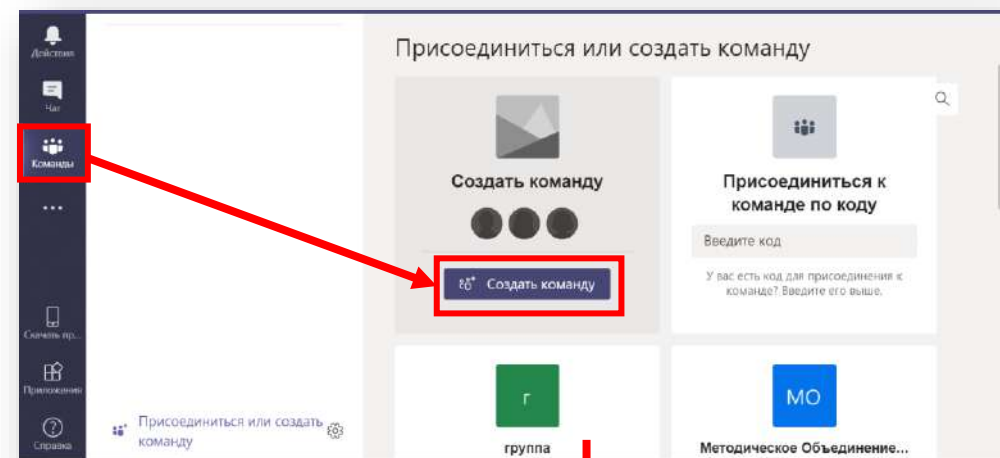 Действия
Чат
Команды
Скачать пр...
Приложения
Справка
Присоединиться или создать
команду
Присоединиться или создать команду
Создать команду
Создать команду
Присоединиться к
команде по коду
Введите код
У вас есть код для присоединения к
команде? Введите его выше.
г
группа
МО
Методическое Объединение...